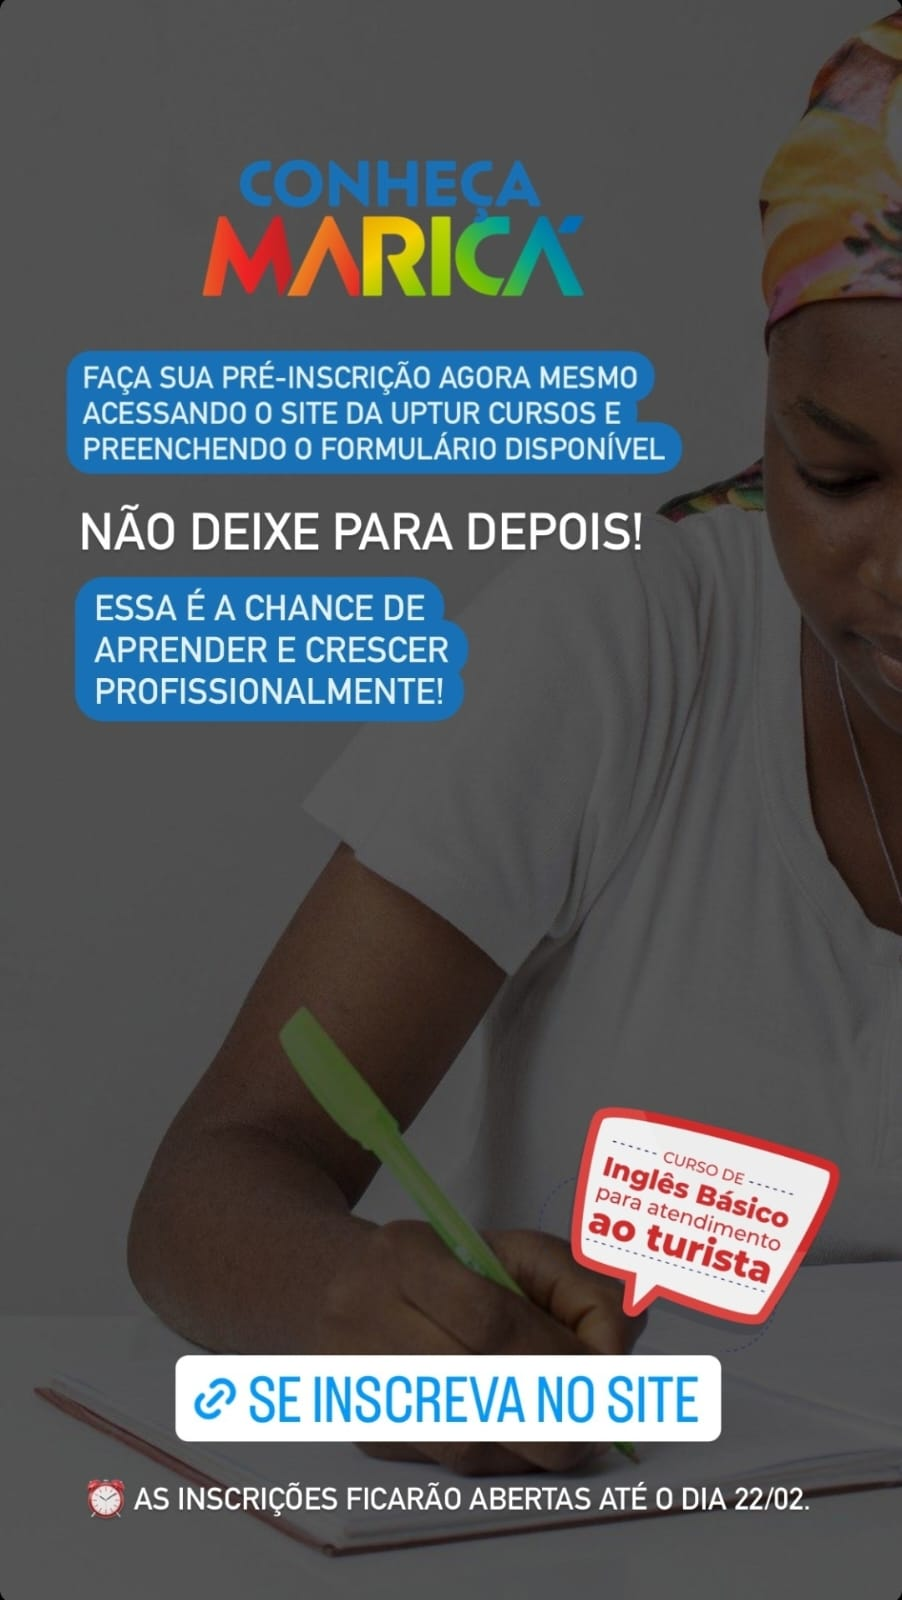 CONHEÇA
MARICÁ
FAÇA SUA PRÉ-INSCRIÇÃO AGORA MESMO
ACESSANDO O SITE DA UPTUR CURSOS E
PREENCHENDO O FORMULÁRIO DISPONÍVEL
NÃO DEIXE PARA DEPOIS!
ESSA É A CHANCE DE
APRENDER E CRESCER
PROFISSIONALMENTE!
CURSO DE
Inglês Básico
para atendimento
ao turista
SE INSCREVA NO SITE
AS INSCRIÇÕES FICARÃO ABERTAS ATÉ O DIA 22/02.